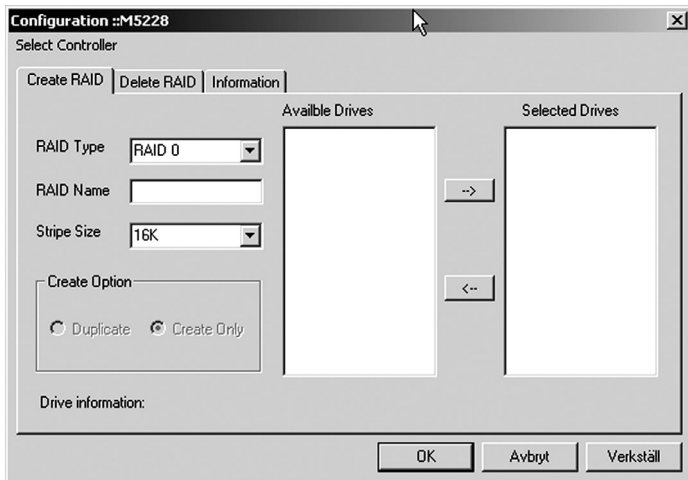 Configuration ::M5228
Select Controller
Create RAID Delete RAID Information
Availble Drives Selected Drives
RAID Type RAID 0
RAID Name
-->
Stripe Size 16K
Create Option
<--
Duplicate Create Only
Drive information:
OK Avbryt Verkställ